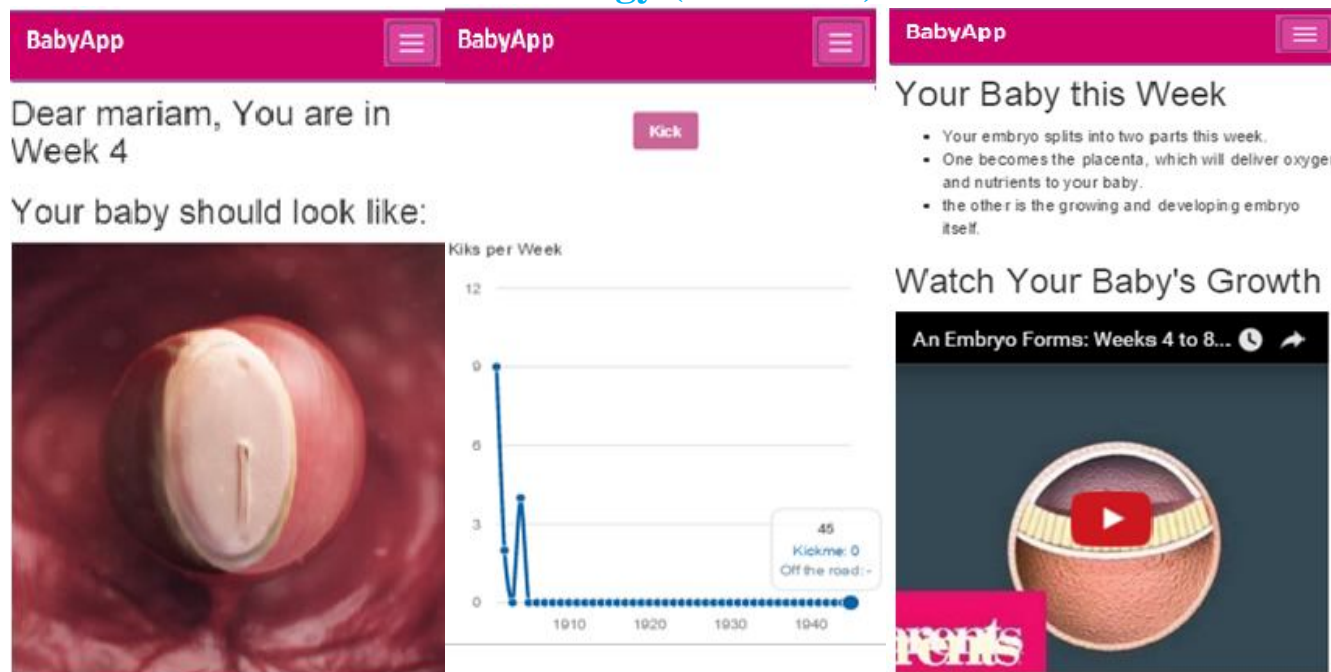 BabyApp
Dear mariam, You are in
Week 4
Your baby should look like:
BabyApp
Kick
Kiks per Week
12
9
6
3
0
1910
1920
1930
1940
45
Kickme: 0
Off the road:-
BabyApp
Your Baby this Week
• Your embryo splits into two parts this week.
• One becomes the placenta, which will deliver oxygen
and nutrients to your baby.
• the other is the growing and developing embryo
itself.
Watch Your Baby's Growth
An Embryo Forms: Weeks 4 to 8...